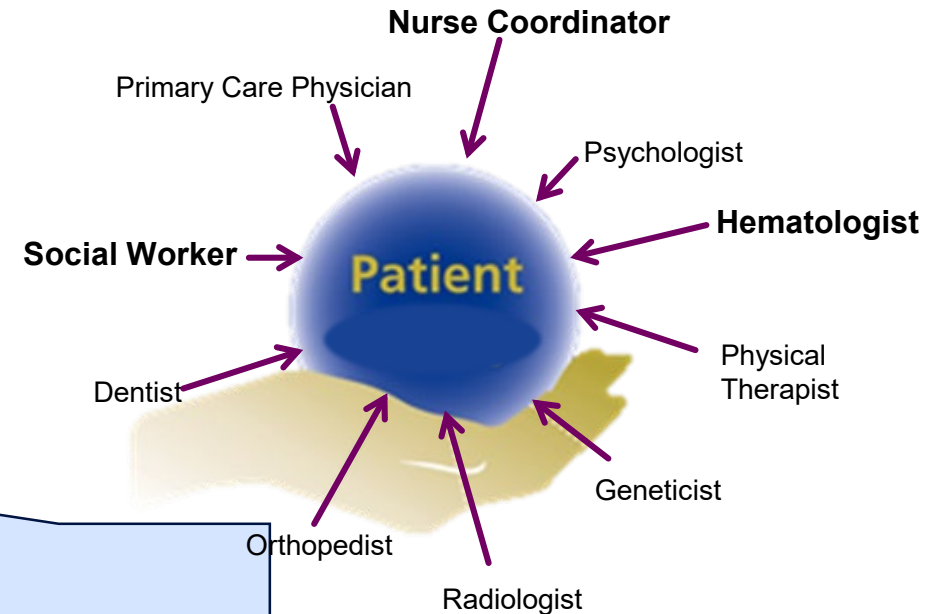 Nurse Coordinator
Primary Care Physician
Psychologist
Hematologist
Social Worker
Patient
Physical
Therapist
Dentist
Geneticist
Orthopedist
Radiologist